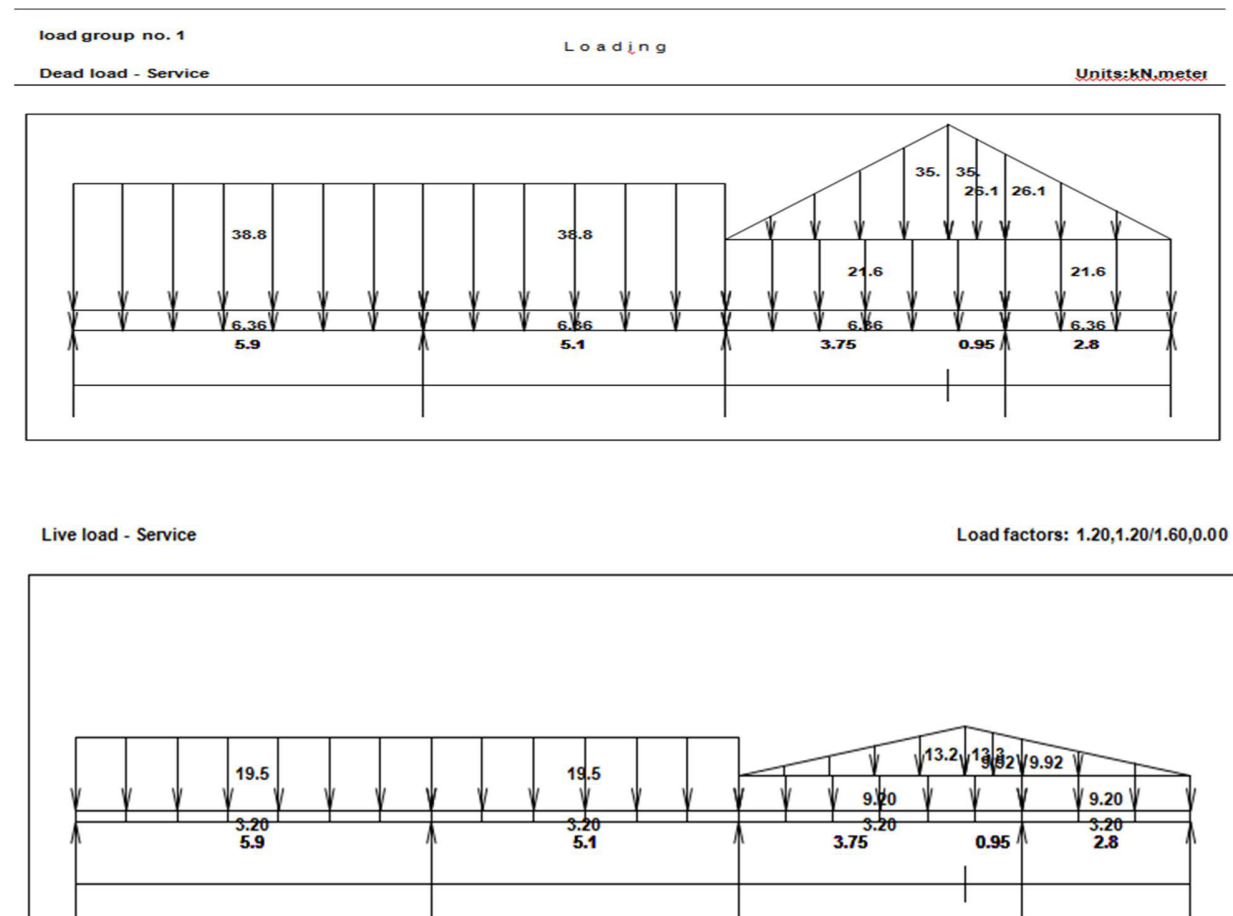 load group no. 1
Loading
Dead load - Service Units:kN.meter
35. 35.
26.1 26.1
38.8 38.8
21.6 21.6
6.36 6.36 6.36 6.36
5.9 5.1 3.75 0.95 2.8
Live load - Service Load factors: 1.20,1.20/1.60,0.00
13.2 13.3 9.92 9.92
19.5 19.5
9.20 9.20
3.20 3.20 3.20 3.20
5.9 5.1 3.75 0.95 2.8